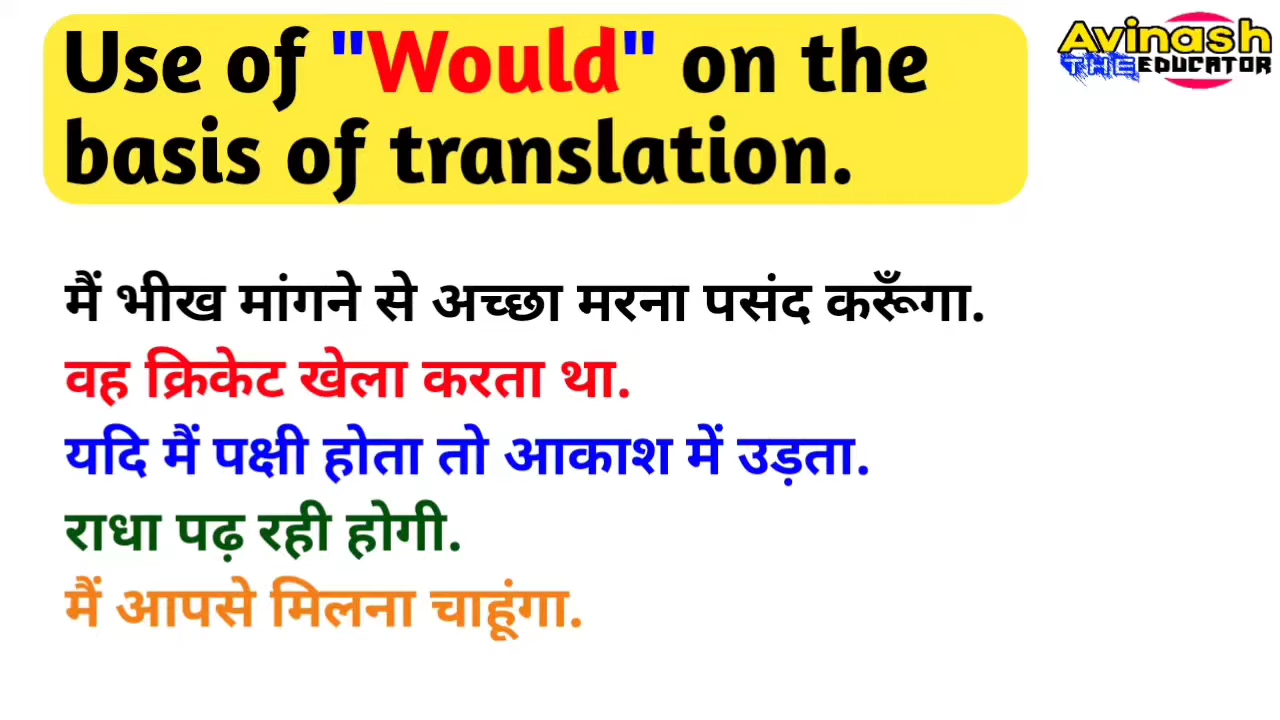 Use of "Would" on the
basis of translation.
Avinash
THE EDUCATOR
मैं भीख मांगने से अच्छा मरना पसंद करूँगा.
वह क्रिकेट खेला करता था.
यदि मैं पक्षी होता तो आकाश में उड़ता.
राधा पढ़ रही होगी.
मैं आपसे मिलना चाहूंगा.